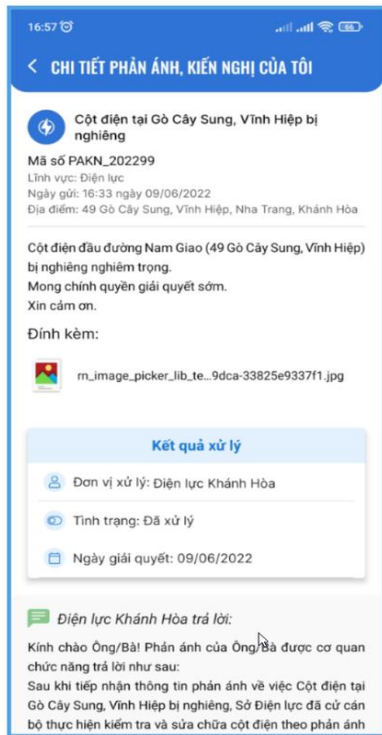 16:57
66
CHI TIẾT PHẢN ÁNH, KIẾN NGHỊ CỦA TÔI
Cột điện tại Gò Cây Sung, Vĩnh Hiệp bị
nghiêng
Mã số PAKN_202299
Lĩnh vực: Điện lực
Ngày gửi: 16:33 ngày 09/06/2022
Địa điểm: 49 Gò Cây Sung, Vĩnh Hiệp, Nha Trang, Khánh Hòa
Cột điện đầu đường Nam Giao (49 Gò Cây Sung, Vĩnh Hiệp)
bị nghiêng nghiêm trọng.
Mong chính quyền giải quyết sớm.
Xin cảm ơn.
Đính kèm:
rn_image_picker_lib_te...9dca-33825e9337f1.jpg
Kết quả xử lý
Đơn vị xử lý: Điện lực Khánh Hòa
Tình trạng: Đã xử lý
Ngày giải quyết: 09/06/2022
Điện lực Khánh Hòa trả lời:
Kính chào Ông/Bà! Phản ánh của Ông/Bà được cơ quan
chức năng trả lời như sau:
Sau khi tiếp nhận thông tin phản ánh về việc Cột điện tại
Gò Cây Sung, Vĩnh Hiệp bị nghiêng, Sở Điện lực đã cử cán
bộ thực hiện kiểm tra và sửa chữa cột điện theo phản ánh